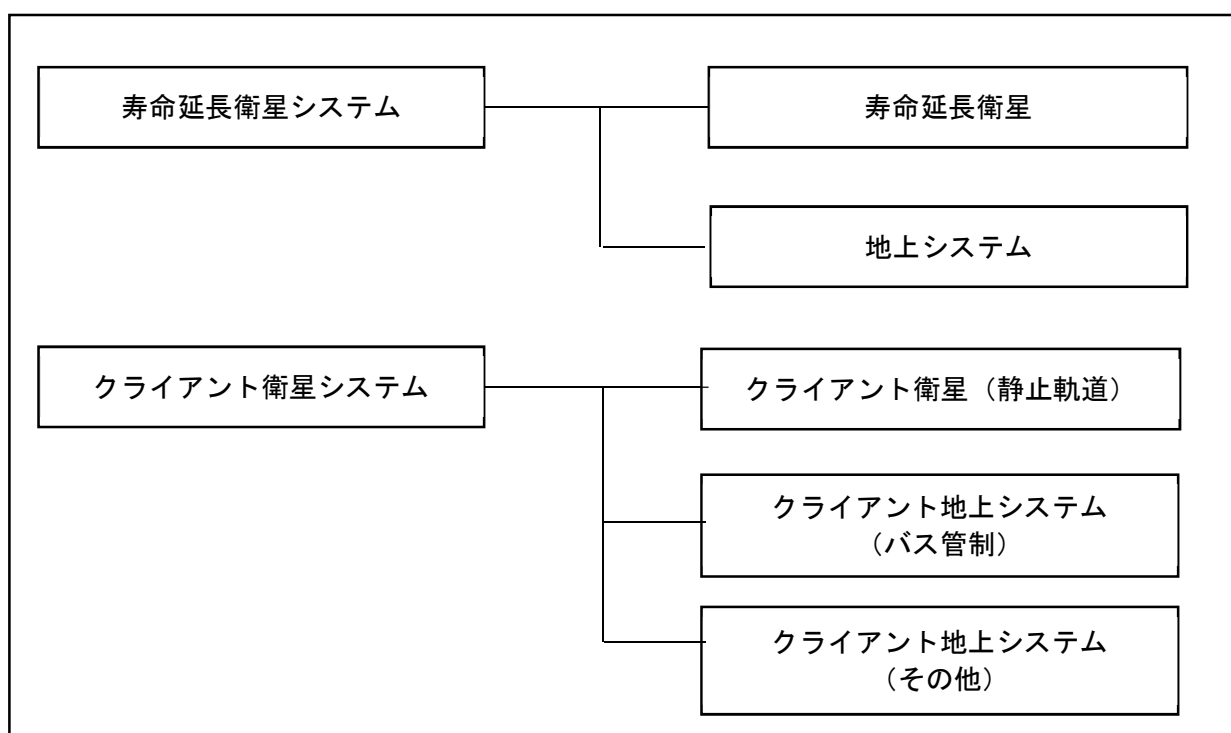 寿命延長衛星システム
寿命延長衛星
地上システム
クライアント衛星システム
クライアント衛星（静止軌道）
クライアント地上システム
（バス管制）
クライアント地上システム
（その他）